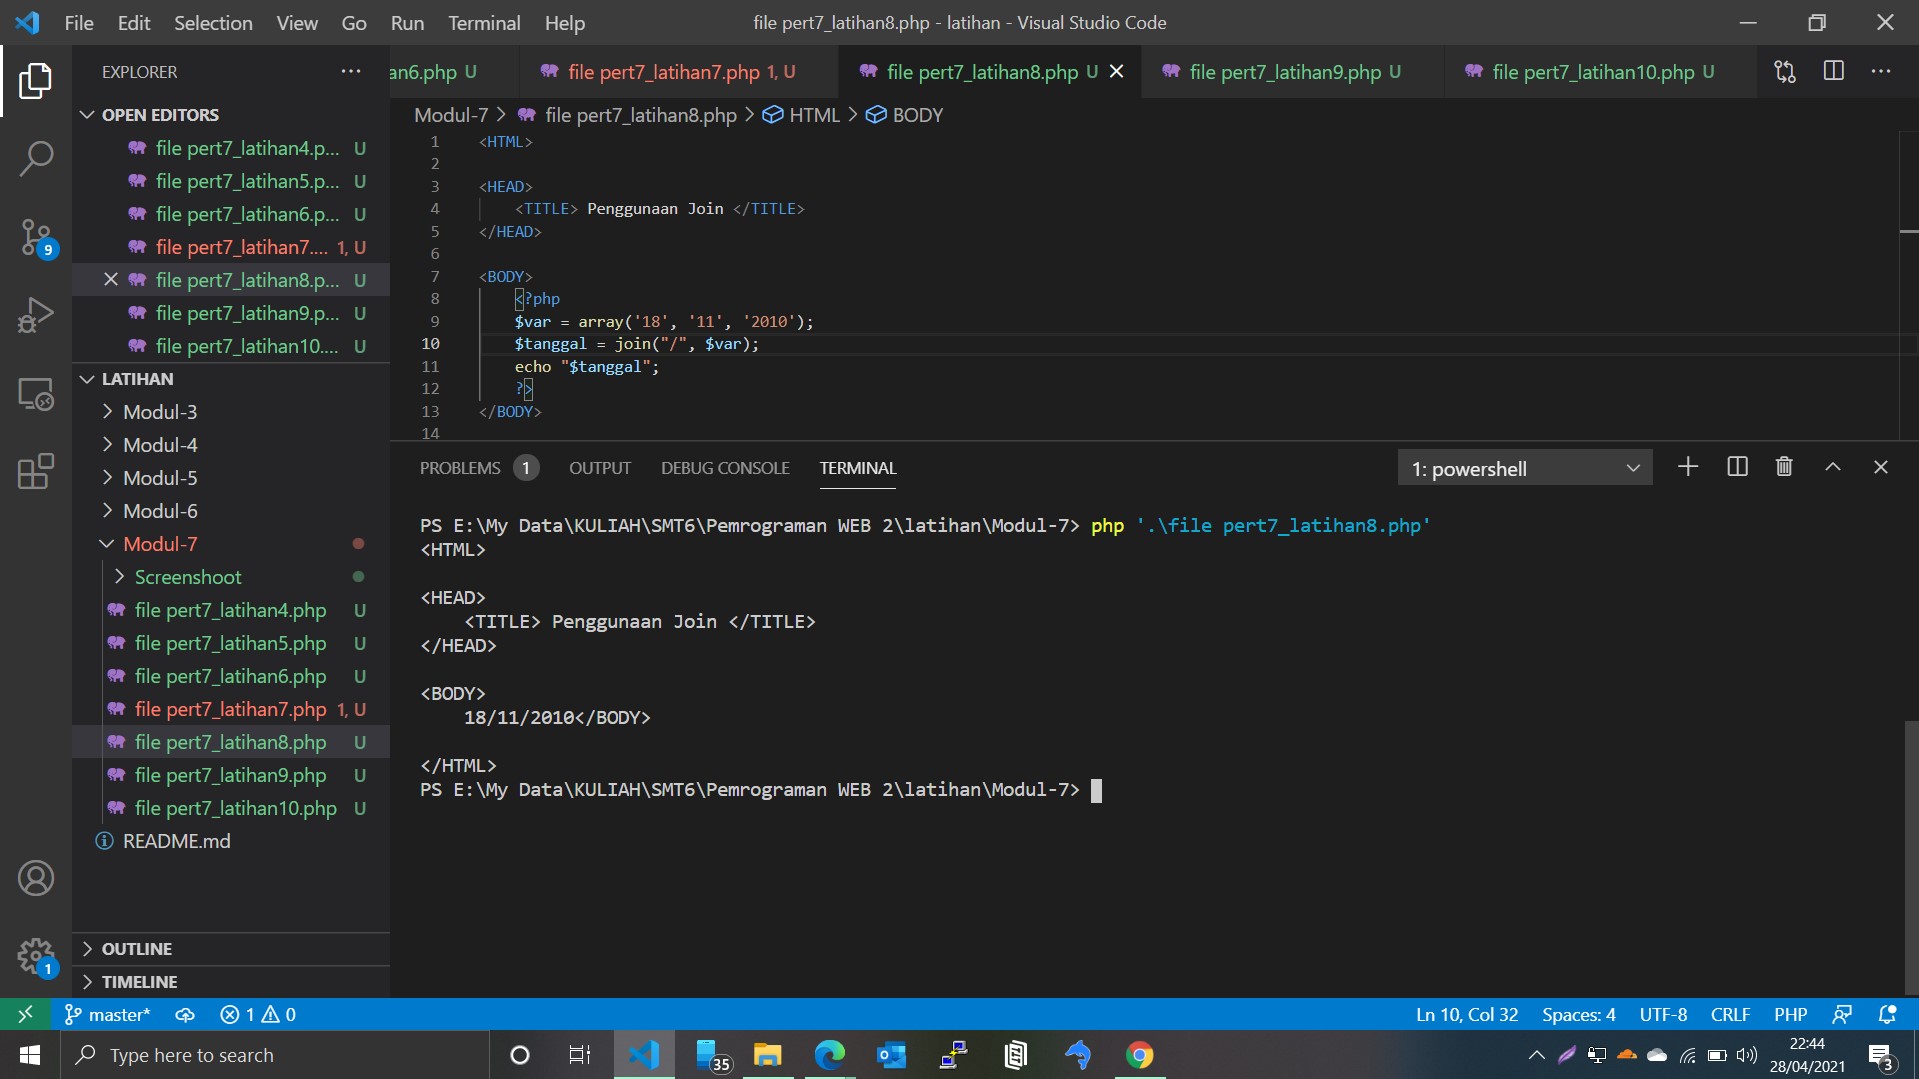 File Edit Selection View Go Run Terminal Help file pert7_latihan8.php - latihan - Visual Studio Code
EXPLORER
an6.php U file pert7_latihan7.php 1, U file pert7_latihan8.php U file pert7_latihan9.php U file pert7_latihan10.php U
OPEN EDITORS
file pert7_latihan4.p... U
file pert7_latihan5.p... U
file pert7_latihan6.p... U
file pert7_latihan7.... 1, U
file pert7_latihan8.p... U
file pert7_latihan9.p... U
file pert7_latihan10.... U
LATIHAN
Modul-3
Modul-4
Modul-5
Modul-6
Modul-7
Screenshoot
file pert7_latihan4.php U
file pert7_latihan5.php U
file pert7_latihan6.php U
file pert7_latihan7.php 1, U
file pert7_latihan8.php U
file pert7_latihan9.php U
file pert7_latihan10.php U
README.md
OUTLINE
TIMELINE
9
1
Modul-7 > file pert7_latihan8.php > HTML > BODY
1 <HTML>
2
3 <HEAD>
4 <TITLE> Penggunaan Join </TITLE>
5 </HEAD>
6
7 <BODY>
8 <?php
9 $var = array('18', '11', '2010');
10 $tanggal = join("/", $var);
11 echo "$tanggal";
12 ?>
13 </BODY>
14
PROBLEMS 1 OUTPUT DEBUG CONSOLE TERMINAL 1: powershell
PS E:\My Data\KULIAH\SMT6\Pemrograman WEB 2\latihan\Modul-7> php '.\file pert7_latihan8.php'
<HTML>
<HEAD>
<TITLE> Penggunaan Join </TITLE>
</HEAD>
<BODY>
18/11/2010</BODY>
</HTML>
PS E:\My Data\KULIAH\SMT6\Pemrograman WEB 2\latihan\Modul-7>
master* 1 0 Ln 10, Col 32 Spaces: 4 UTF-8 CRLF PHP
Type here to search
35
22:44
28/04/2021
3